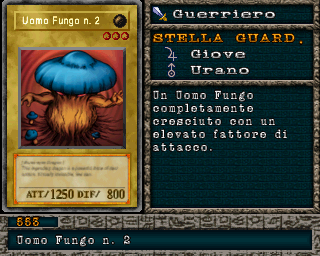 Uomo Fungo n. 2
ATT/1250 DIF/ 800
Guerriero
STELLA GUARD.
Giove
Urano
Un Uomo Fungo
completamente
cresciuto con un
elevato fattore di
attacco.
553
Uomo Fungo n. 2